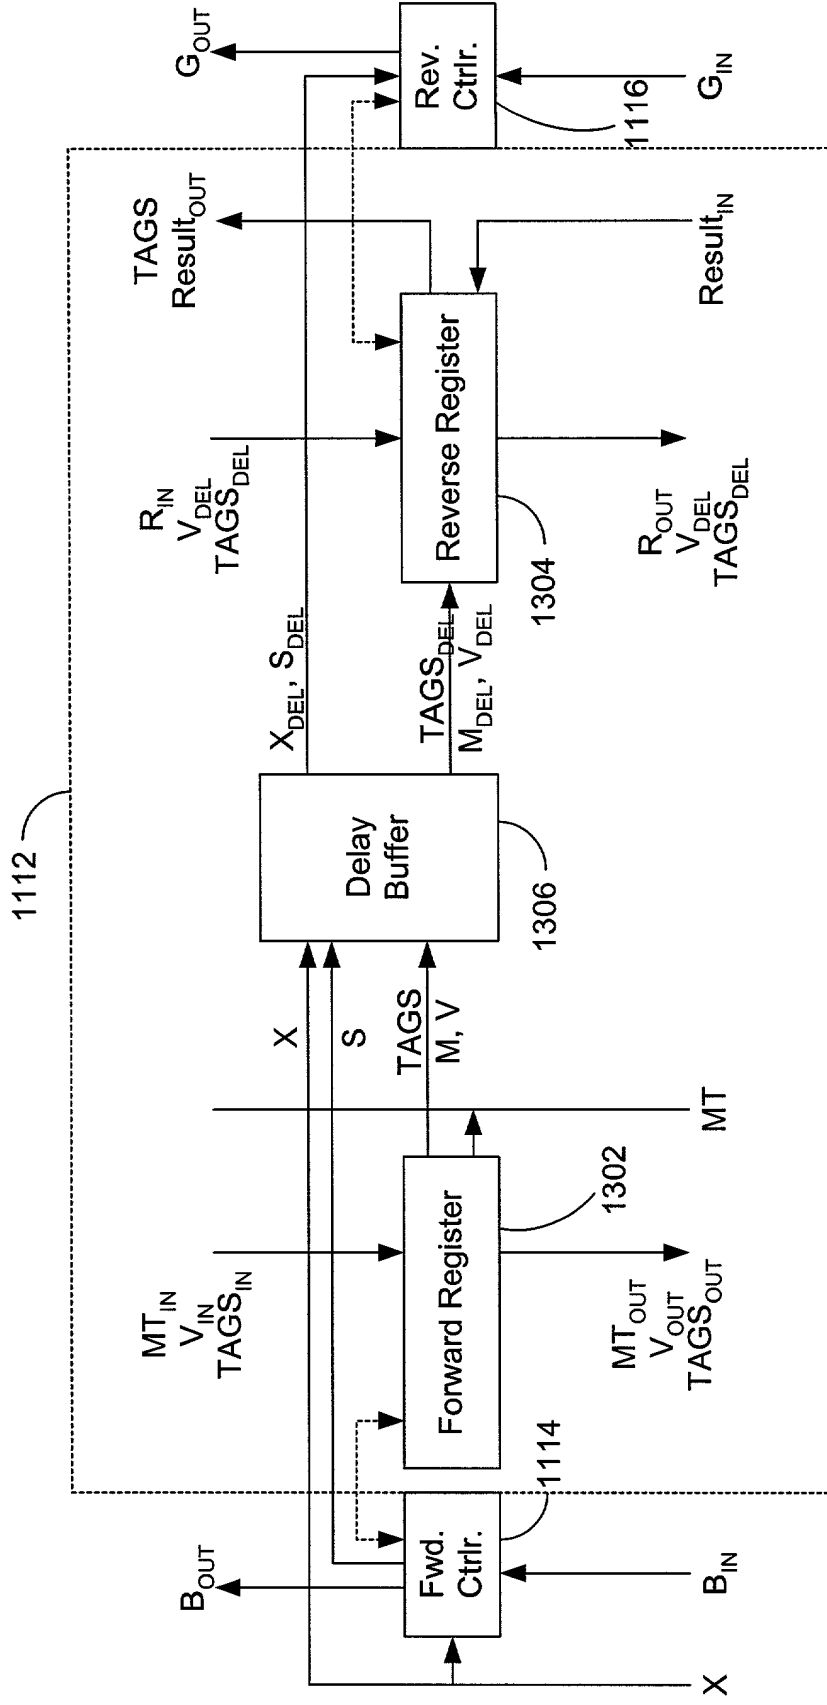 1112
B_OUT
MT_IN
V_IN
TAGS_IN
X
S
TAGS
M, V
X_DEL, S_DEL
R_IN
V_DEL
TAGS_DEL
TAGS
Result_OUT
G_OUT
Fwd.
Ctrlr.
Forward Register
Delay
Buffer
TAGS_DEL
M_DEL, V_DEL
Reverse Register
Rev.
Ctrlr.
1114
1302
1306
1304
1116
X
B_IN
MT_OUT
V_OUT
TAGS_OUT
MT
R_OUT
V_DEL
TAGS_DEL
Result_IN
G_IN